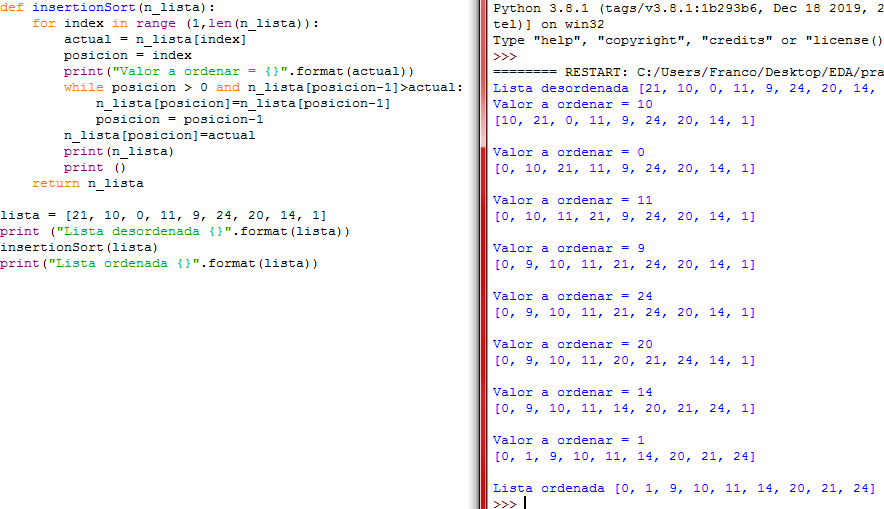 def insertionSort(n_lista):
    for index in range (1,len(n_lista)):
        actual = n_lista[index]
        posicion = index
        print("Valor a ordenar = {}".format(actual))
        while posicion > 0 and n_lista[posicion-1]>actual:
            n_lista[posicion]=n_lista[posicion-1]
            posicion = posicion-1
        n_lista[posicion]=actual
        print(n_lista)
        print ()
    return n_lista

lista = [21, 10, 0, 11, 9, 24, 20, 14, 1]
print ("Lista desordenada {}".format(lista))
insertionSort(lista)
print("Lista ordenada {}".format(lista))

Python 3.8.1 (tags/v3.8.1:1b293b6, Dec 18 2019, 2
tel)] on win32
Type "help", "copyright", "credits" or "license()
>>>
======== RESTART: C:/Users/Franco/Desktop/EDA/pra
Lista desordenada [21, 10, 0, 11, 9, 24, 20, 14,
Valor a ordenar = 10
[10, 21, 0, 11, 9, 24, 20, 14, 1]

Valor a ordenar = 0
[0, 10, 21, 11, 9, 24, 20, 14, 1]

Valor a ordenar = 11
[0, 10, 11, 21, 9, 24, 20, 14, 1]

Valor a ordenar = 9
[0, 9, 10, 11, 21, 24, 20, 14, 1]

Valor a ordenar = 24
[0, 9, 10, 11, 21, 24, 20, 14, 1]

Valor a ordenar = 20
[0, 9, 10, 11, 20, 21, 24, 14, 1]

Valor a ordenar = 14
[0, 9, 10, 11, 14, 20, 21, 24, 1]

Valor a ordenar = 1
[0, 1, 9, 10, 11, 14, 20, 21, 24]

Lista ordenada [0, 1, 9, 10, 11, 14, 20, 21, 24]
>>>